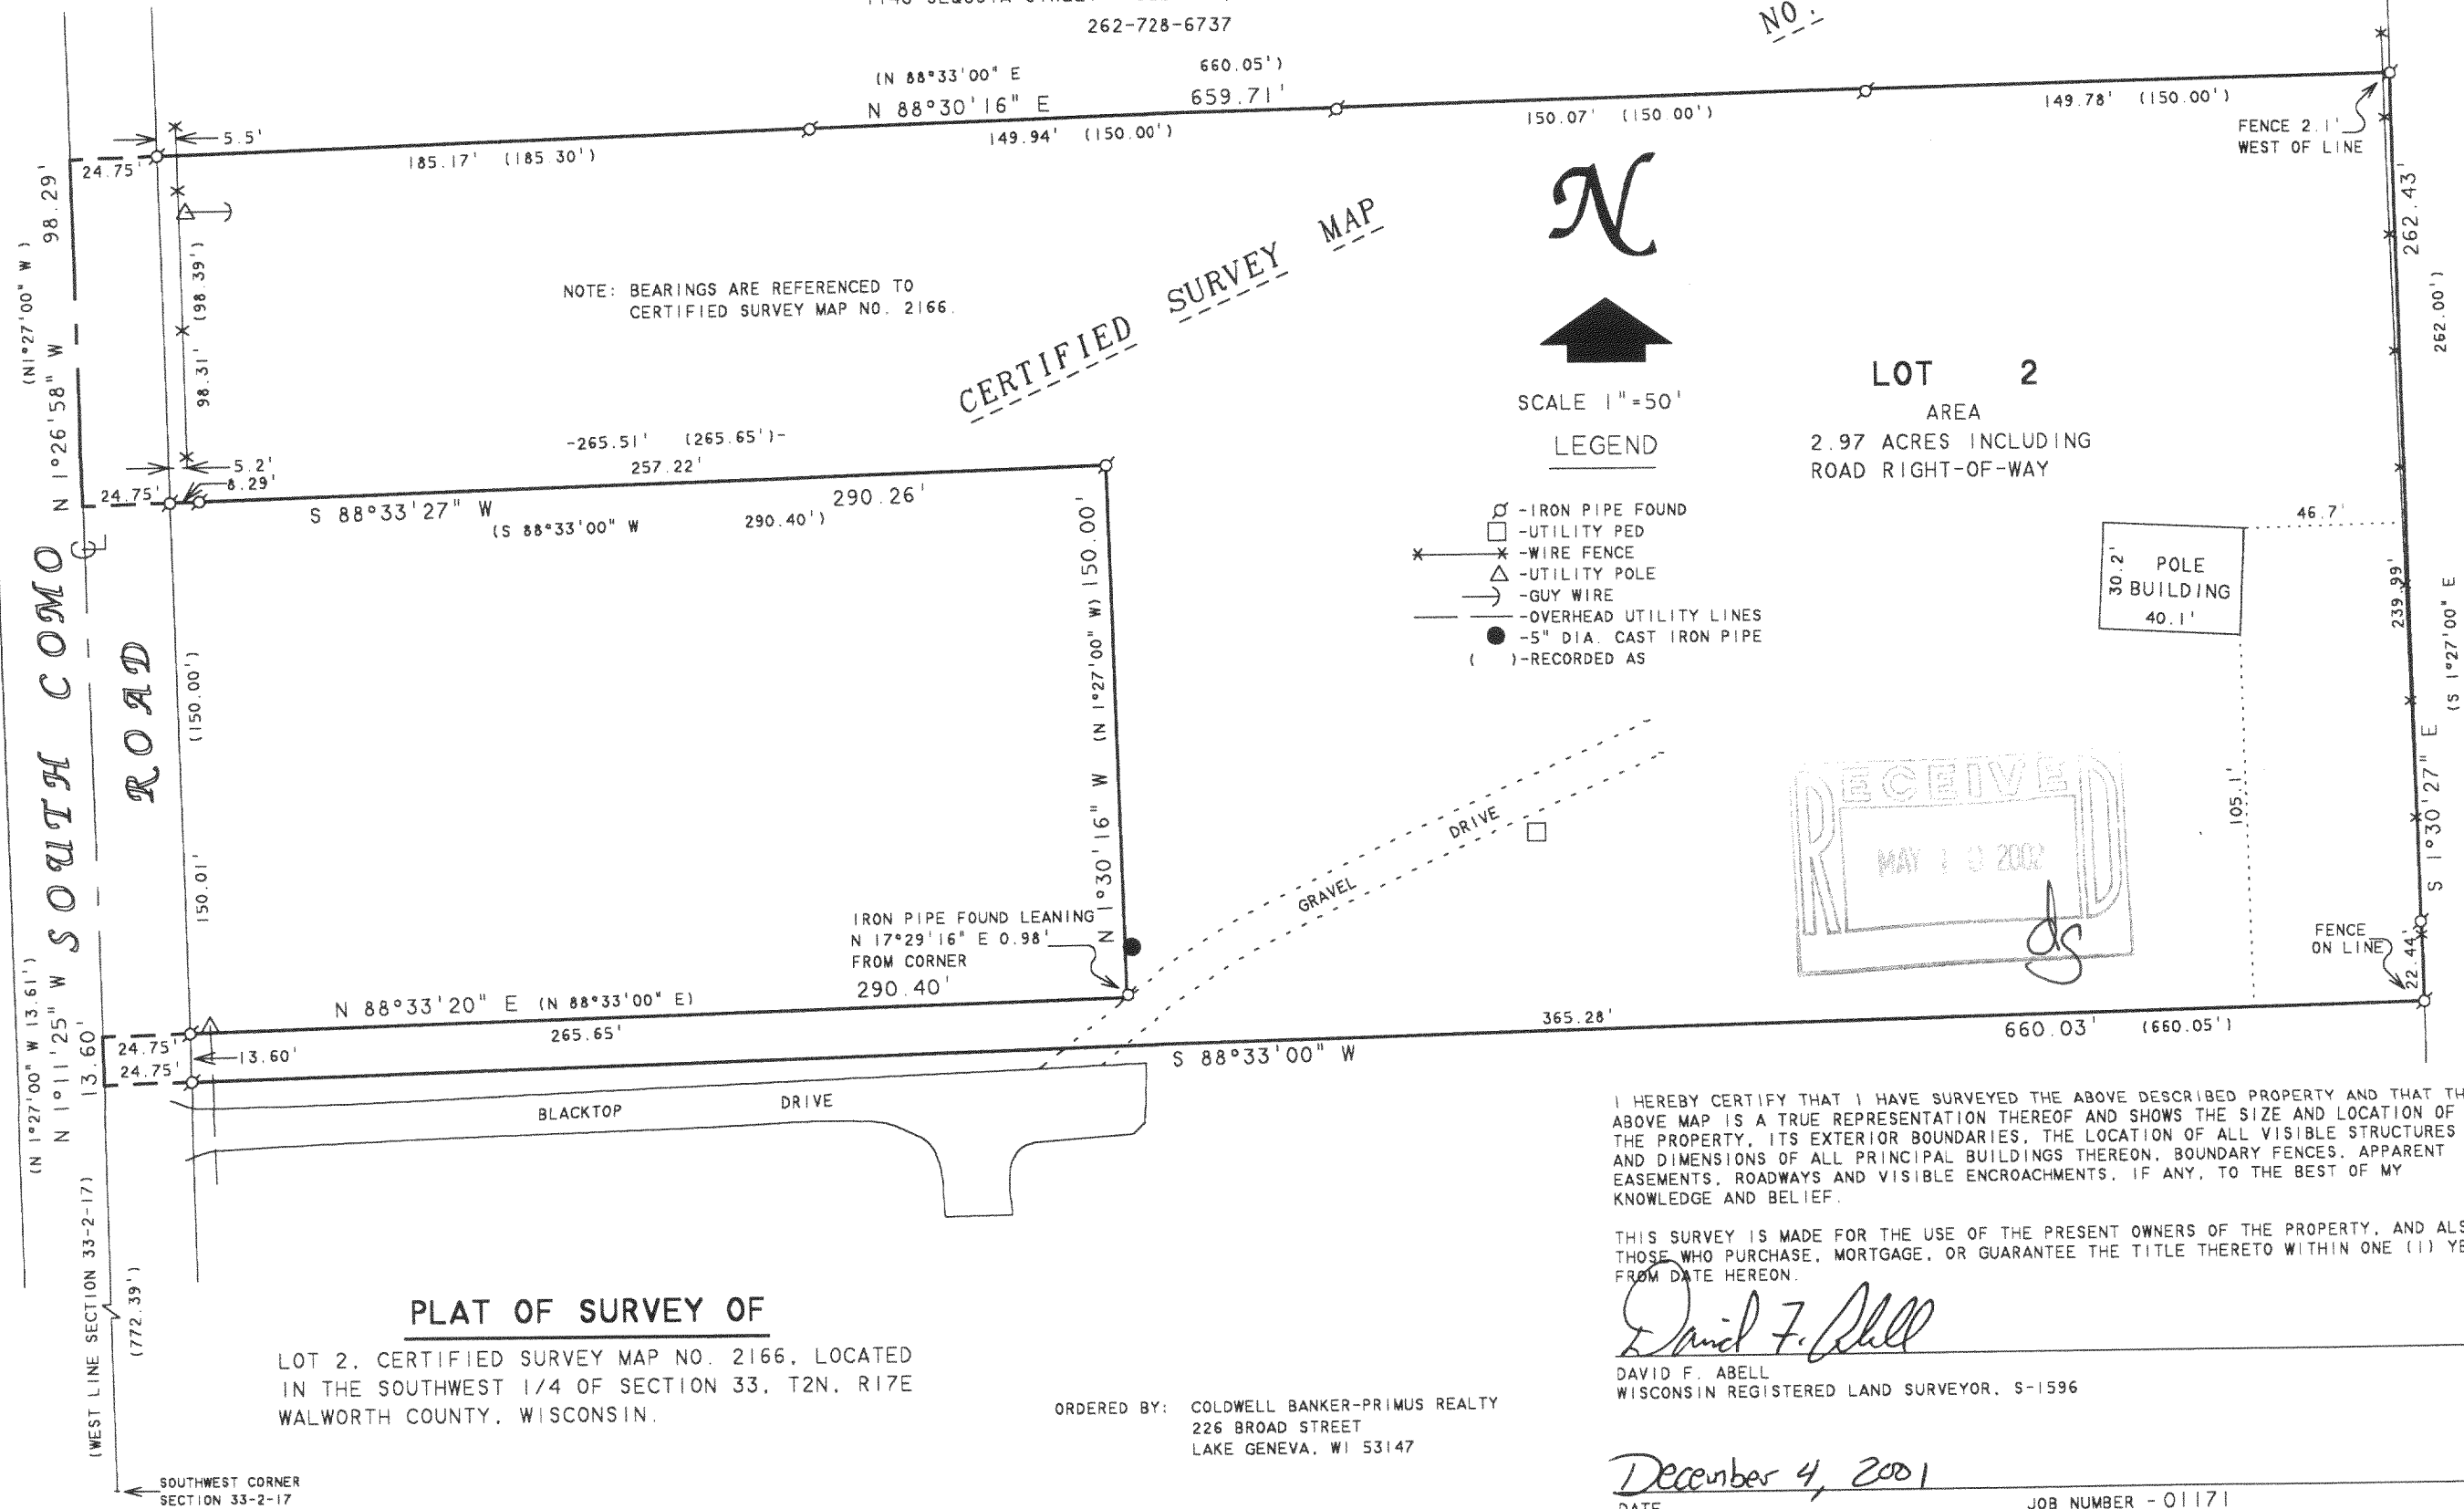 262-728-6737
NO.
(N 88°33'00" E 660.05')
N 88°30'16" E 659.71'
5.5'
24.75'
185.17' (185.30')
149.94' (150.00')
150.07' (150.00')
149.78' (150.00')
FENCE 2.1'
WEST OF LINE
98.29'
(N1°27'00" W )
N 1°26'58" W
98.31' (98.39')
NOTE: BEARINGS ARE REFERENCED TO
CERTIFIED SURVEY MAP NO. 2166.
CERTIFIED SURVEY MAP
N
SCALE 1"=50'
LEGEND
-IRON PIPE FOUND
-UTILITY PED
-WIRE FENCE
-UTILITY POLE
-GUY WIRE
-OVERHEAD UTILITY LINES
-5" DIA. CAST IRON PIPE
( )-RECORDED AS
LOT 2
AREA
2.97 ACRES INCLUDING
ROAD RIGHT-OF-WAY
262.43'
262.00')
-265.51' (265.65')-
257.22'
5.2'
8.29'
24.75'
S 88°33'27" W 290.26'
(S 88°33'00" W 290.40')
N 1°30'16" W (N 1°27'00" W) 150.00'
46.7'
30.2'
POLE
BUILDING
40.1'
239.99'
(S 1°27'00" E
S 1°30'27" E
105.1'
SOUTH COMO
ROAD
(150.00')
150.01'
DRIVE
GRAVEL
RECEIVED
MAY 2002
ds
IRON PIPE FOUND LEANING
N 17°29'16" E 0.98'
FROM CORNER
290.40'
N 88°33'20" E (N 88°33'00" E)
265.65'
FENCE
ON LINE
22.44'
(N 1°27'00" W 13.61')
N 1°11'25" W
13.60'
24.75'
13.60'
24.75'
365.28'
660.03' (660.05')
S 88°33'00" W
BLACKTOP DRIVE
(WEST LINE SECTION 33-2-17)
(772.39')
I HEREBY CERTIFY THAT I HAVE SURVEYED THE ABOVE DESCRIBED PROPERTY AND THAT TH
ABOVE MAP IS A TRUE REPRESENTATION THEREOF AND SHOWS THE SIZE AND LOCATION OF
THE PROPERTY, ITS EXTERIOR BOUNDARIES, THE LOCATION OF ALL VISIBLE STRUCTURES
AND DIMENSIONS OF ALL PRINCIPAL BUILDINGS THEREON, BOUNDARY FENCES, APPARENT
EASEMENTS, ROADWAYS AND VISIBLE ENCROACHMENTS, IF ANY, TO THE BEST OF MY
KNOWLEDGE AND BELIEF.
THIS SURVEY IS MADE FOR THE USE OF THE PRESENT OWNERS OF THE PROPERTY, AND ALS
THOSE WHO PURCHASE, MORTGAGE, OR GUARANTEE THE TITLE THERETO WITHIN ONE (1) YE
FROM DATE HEREON.
David F. Abell
DAVID F. ABELL
WISCONSIN REGISTERED LAND SURVEYOR, S-1596
PLAT OF SURVEY OF
LOT 2, CERTIFIED SURVEY MAP NO. 2166, LOCATED
IN THE SOUTHWEST 1/4 OF SECTION 33, T2N, R17E
WALWORTH COUNTY, WISCONSIN.
ORDERED BY: COLDWELL BANKER-PRIMUS REALTY
226 BROAD STREET
LAKE GENEVA, WI 53147
SOUTHWEST CORNER
SECTION 33-2-17
December 4, 2001
DATE JOB NUMBER - 01171